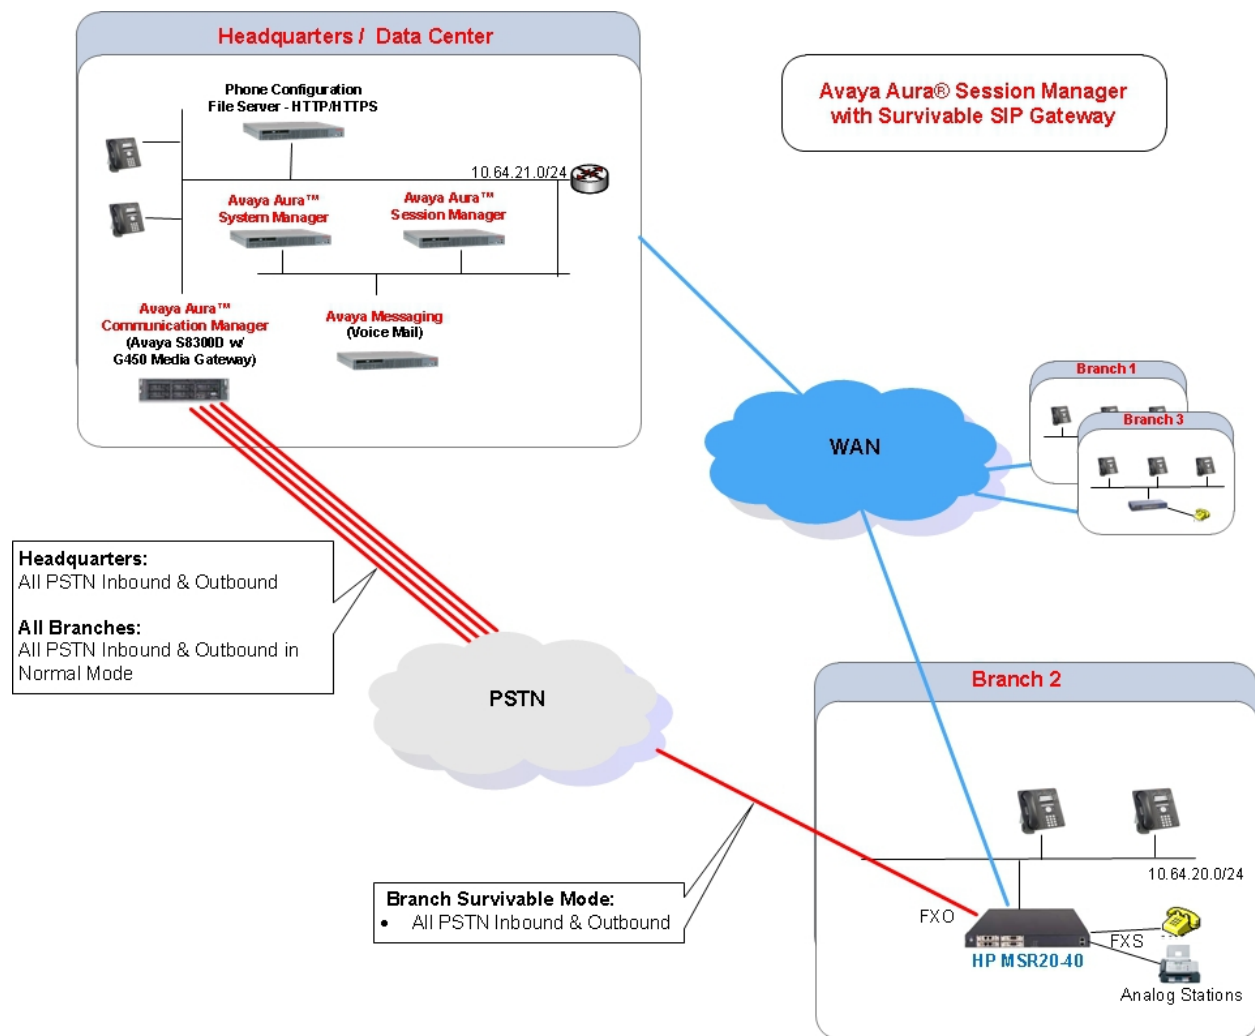 Headquarters / Data Center
Phone Configuration
File Server - HTTP/HTTPS
10.64.21.0/24
Avaya Aura™
System Manager
Avaya Aura™
Session Manager
Avaya Aura™
Communication Manager
(Avaya S8300D w/
G450 Media Gateway)
Avaya Messaging
(Voice Mail)
Avaya Aura® Session Manager
with Survivable SIP Gateway
WAN
Branch 1
Branch 3
Headquarters:
All PSTN Inbound & Outbound
All Branches:
All PSTN Inbound & Outbound in
Normal Mode
PSTN
Branch Survivable Mode:
• All PSTN Inbound & Outbound
Branch 2
10.64.20.0/24
FXO
FXS
HP MSR20-40
Analog Stations